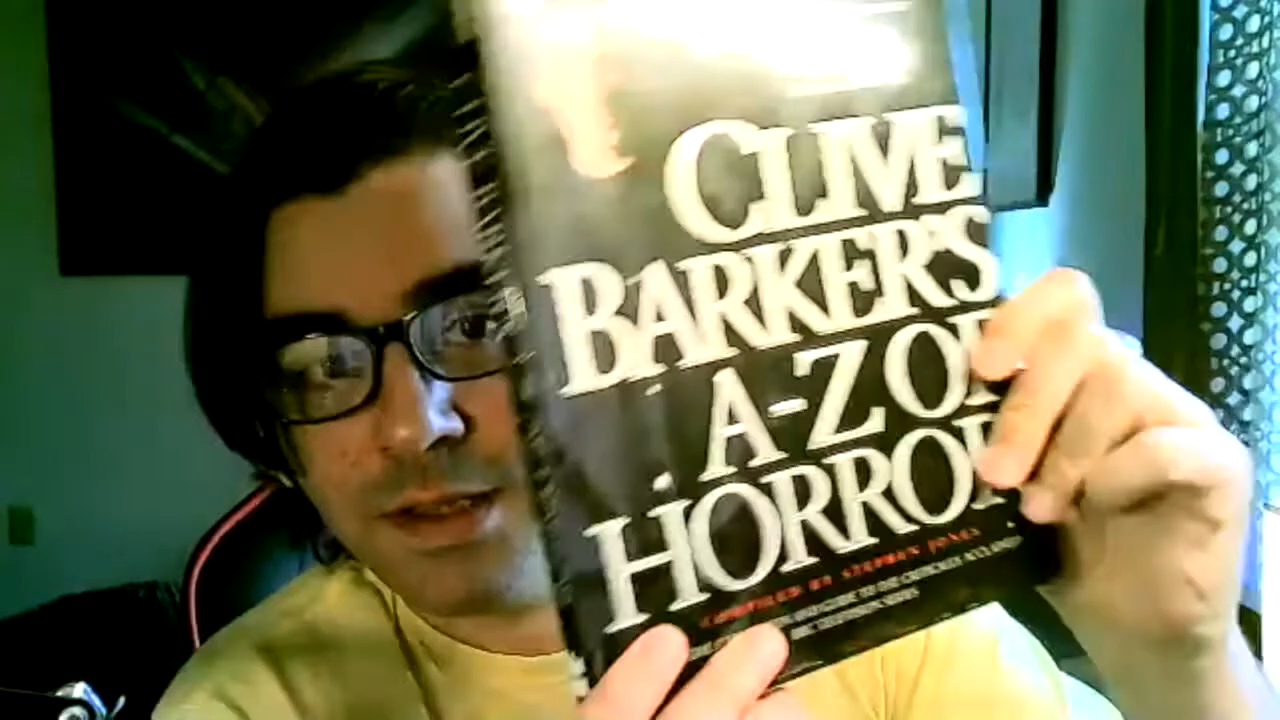 CLIVE
BARKER'S
A-Z OF
HORROR
COMPILED BY STEPHEN JONES